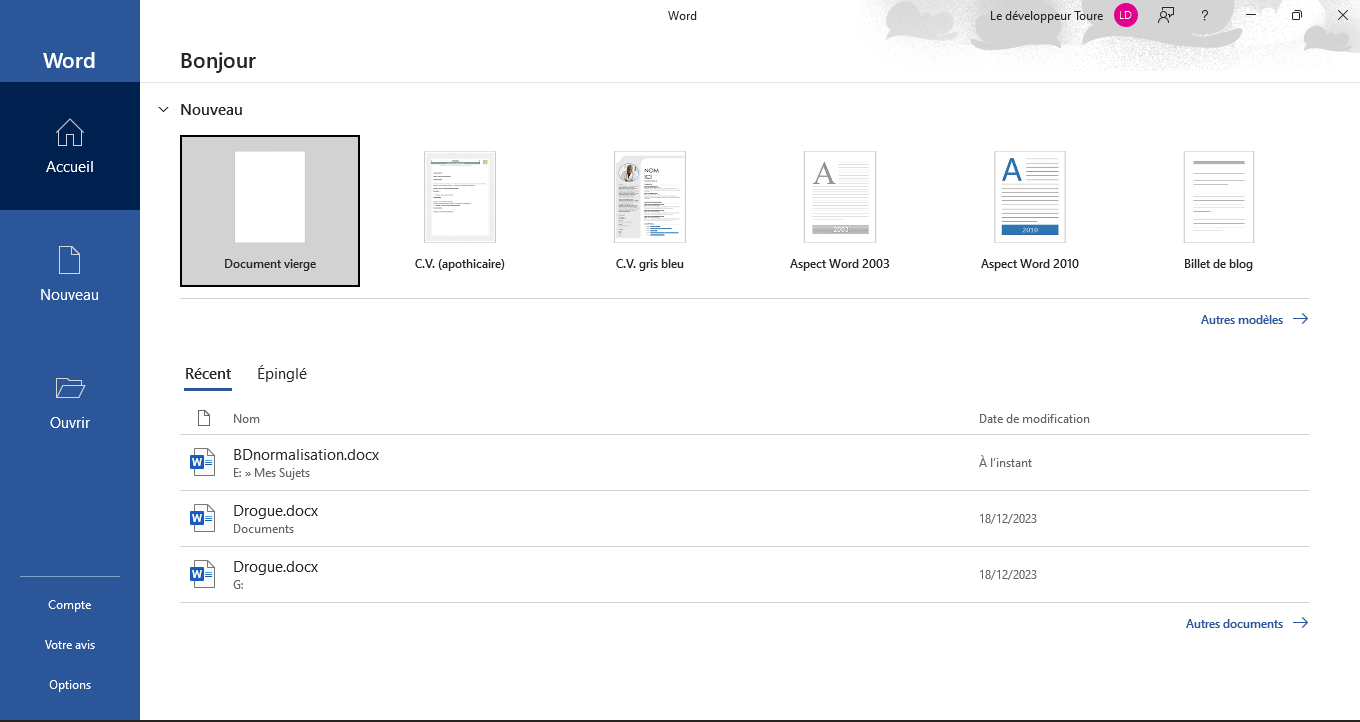 Word
Le développeur Toure
LD
?
Word
Bonjour
Accueil
Nouveau
Ouvrir
Compte
Votre avis
Options
Nouveau
Document vierge
C.V. (apothicaire)
NOM
ICI
C.V. gris bleu
A
2003
Aspect Word 2003
A
2010
Aspect Word 2010
Billet de blog
Autres modèles
Récent
Épinglé
Nom
Date de modification
BDnormalisation.docx
E: » Mes Sujets
À l'instant
Drogue.docx
Documents
18/12/2023
Drogue.docx
G:
18/12/2023
Autres documents